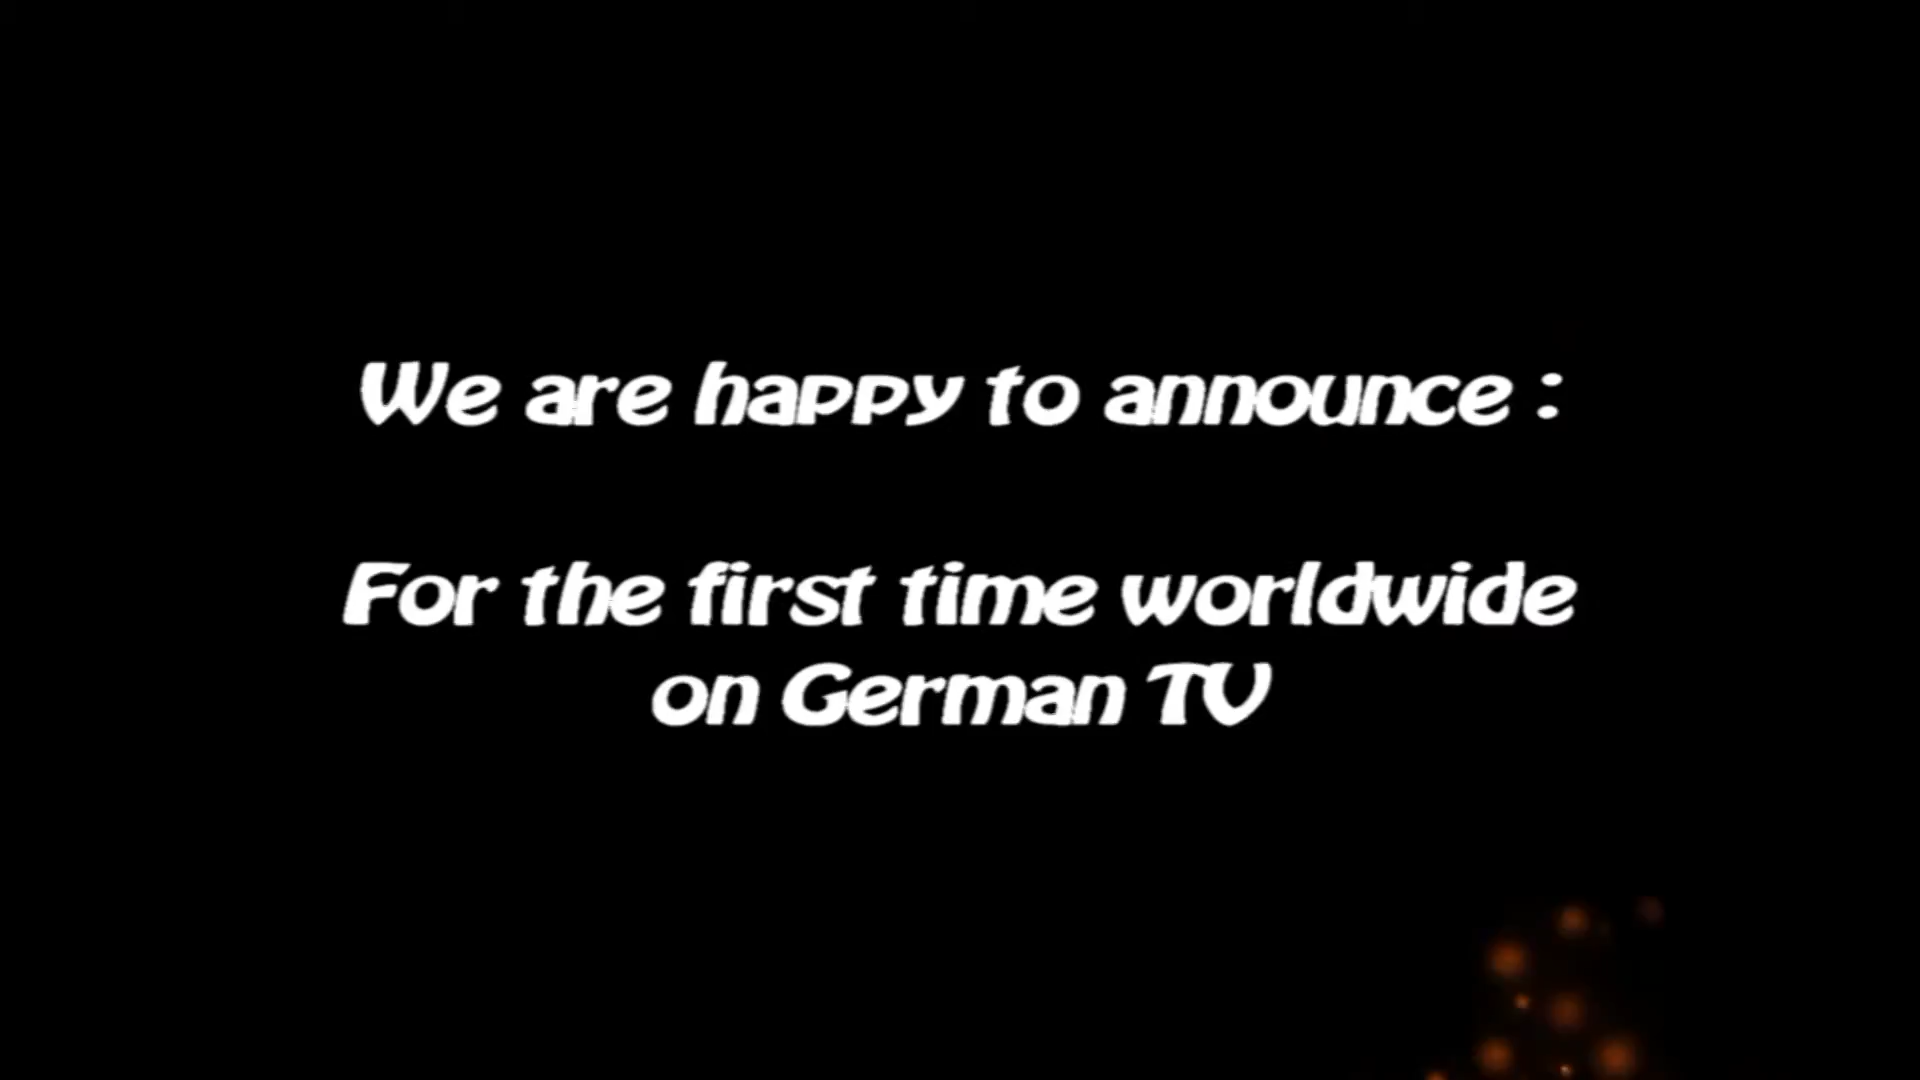 We are happy to announce :
For the first time worldwide
on German TV